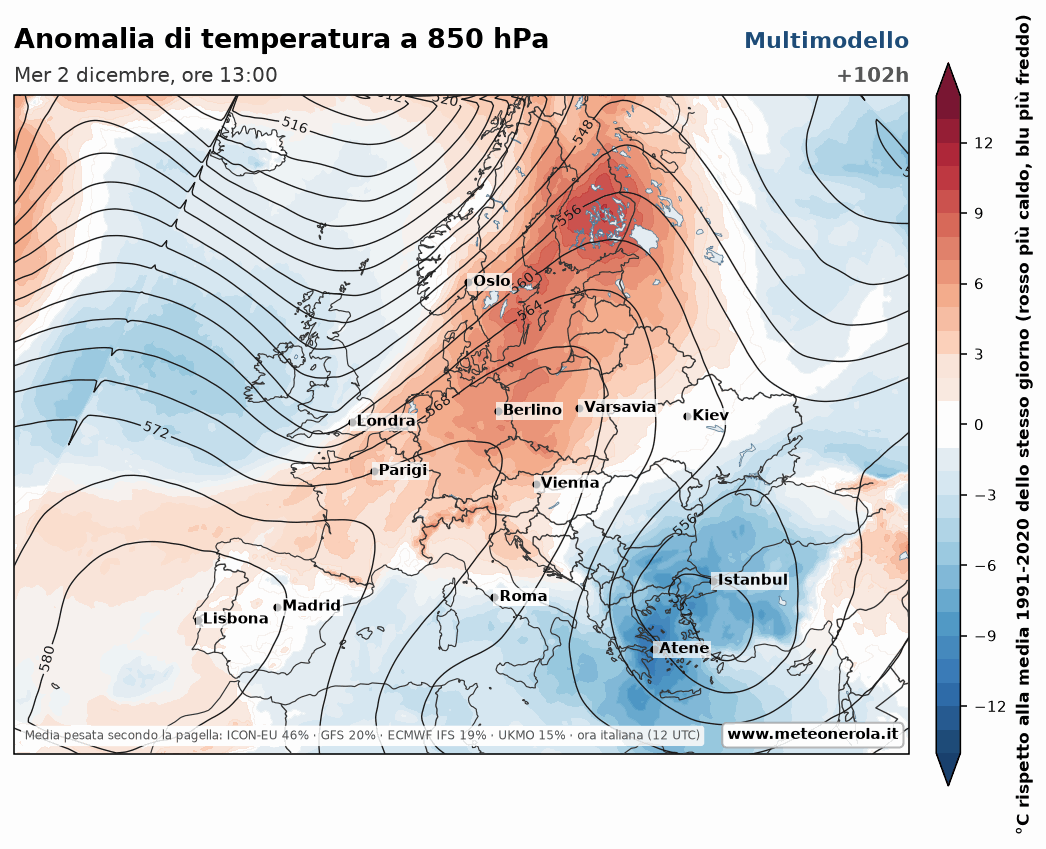 Anomalia di temperatura a 850 hPa
Multimodello
Mer 2 dicembre, ore 13:00
+102h
516
520
548
556
Oslo
560
564
568
Berlino
Varsavia
Kiev
Londra
572
Parigi
Vienna
556
Istanbul
Madrid
Roma
Lisbona
Atene
580
Media pesata secondo la pagella: ICON-EU 46% · GFS 20% · ECMWF IFS 19% · UKMO 15% · ora italiana (12 UTC)
www.meteonerola.it
12
9
6
3
0
−3
−6
−9
−12
°C rispetto alla media 1991-2020 dello stesso giorno (rosso più caldo, blu più freddo)